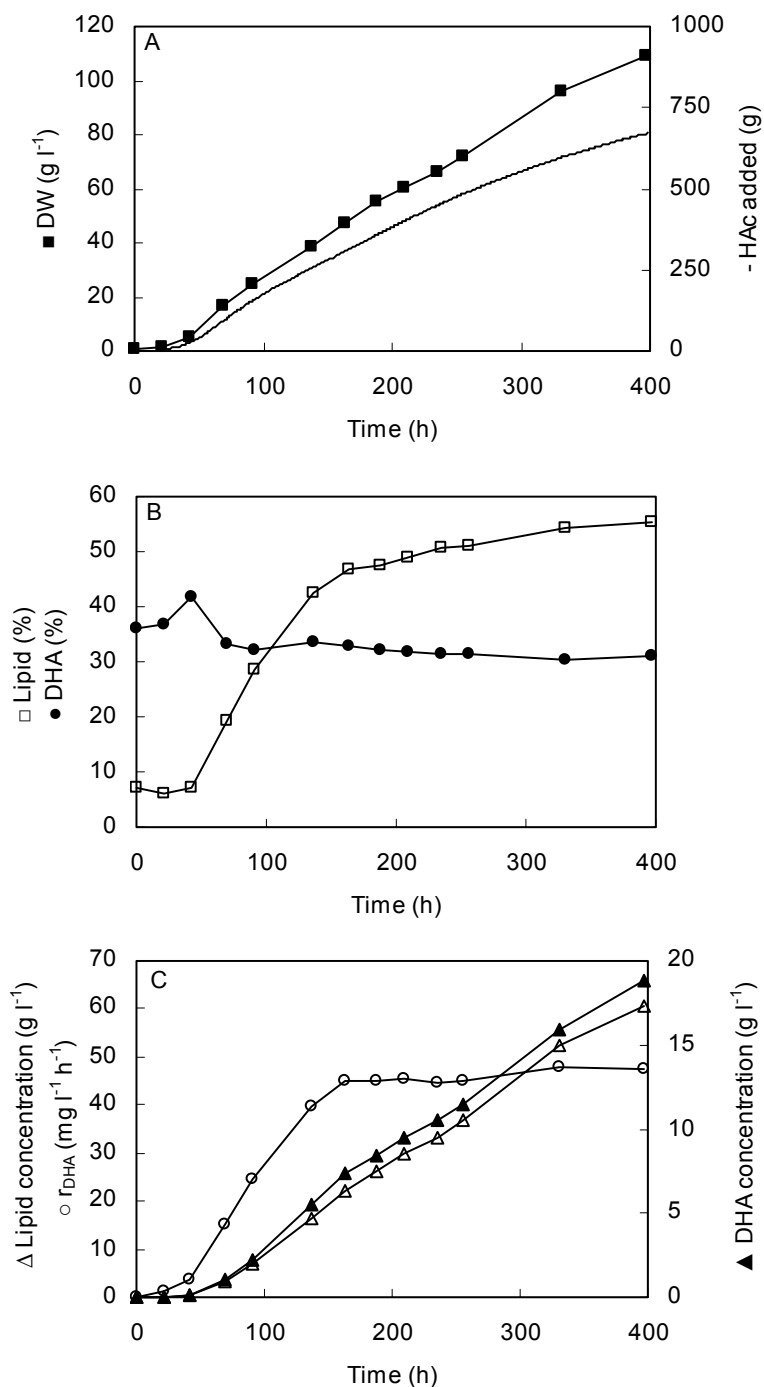 A
120
100
80
60
40
20
0
■ DW (g l⁻¹)
1000
750
500
250
0
- HAc added (g)
0 100 200 300 400
Time (h)
B
60
50
40
30
20
10
0
□ Lipid (%)
● DHA (%)
0 100 200 300 400
Time (h)
C
70
60
50
40
30
20
10
0
Δ Lipid concentration (g l⁻¹)
○ r_DHA (mg l⁻¹ h⁻¹)
20
15
10
5
0
▲ DHA concentration (g l⁻¹)
0 100 200 300 400
Time (h)